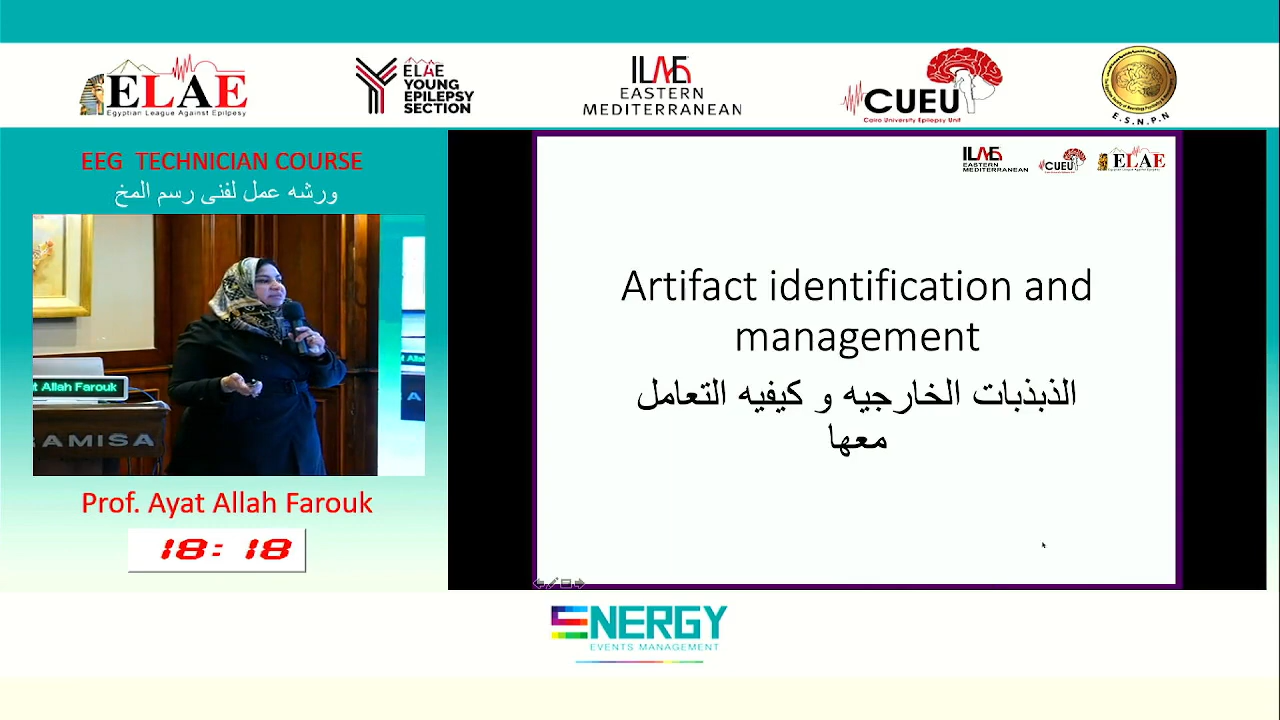 ELAE
Egyptian League Against Epilpesy
ELAE
YOUNG
EPILEPSY
SECTION
ILAE
EASTERN
MEDITERRANEAN
CUEU
Cairo University Epilepsy Unit
E.S.N.P.N
EEG TECHNICIAN COURSE
ورشه عمل لفنى رسم المخ
t Allah Farouk
RAMISA
Prof. Ayat Allah Farouk
18: 18
ILAE
EASTERN
MEDITERRANEAN
CUEU
ELAE
Artifact identification and
management
الذبذبات الخارجيه و كيفيه التعامل
معها
ENERGY
EVENTS MANAGEMENT